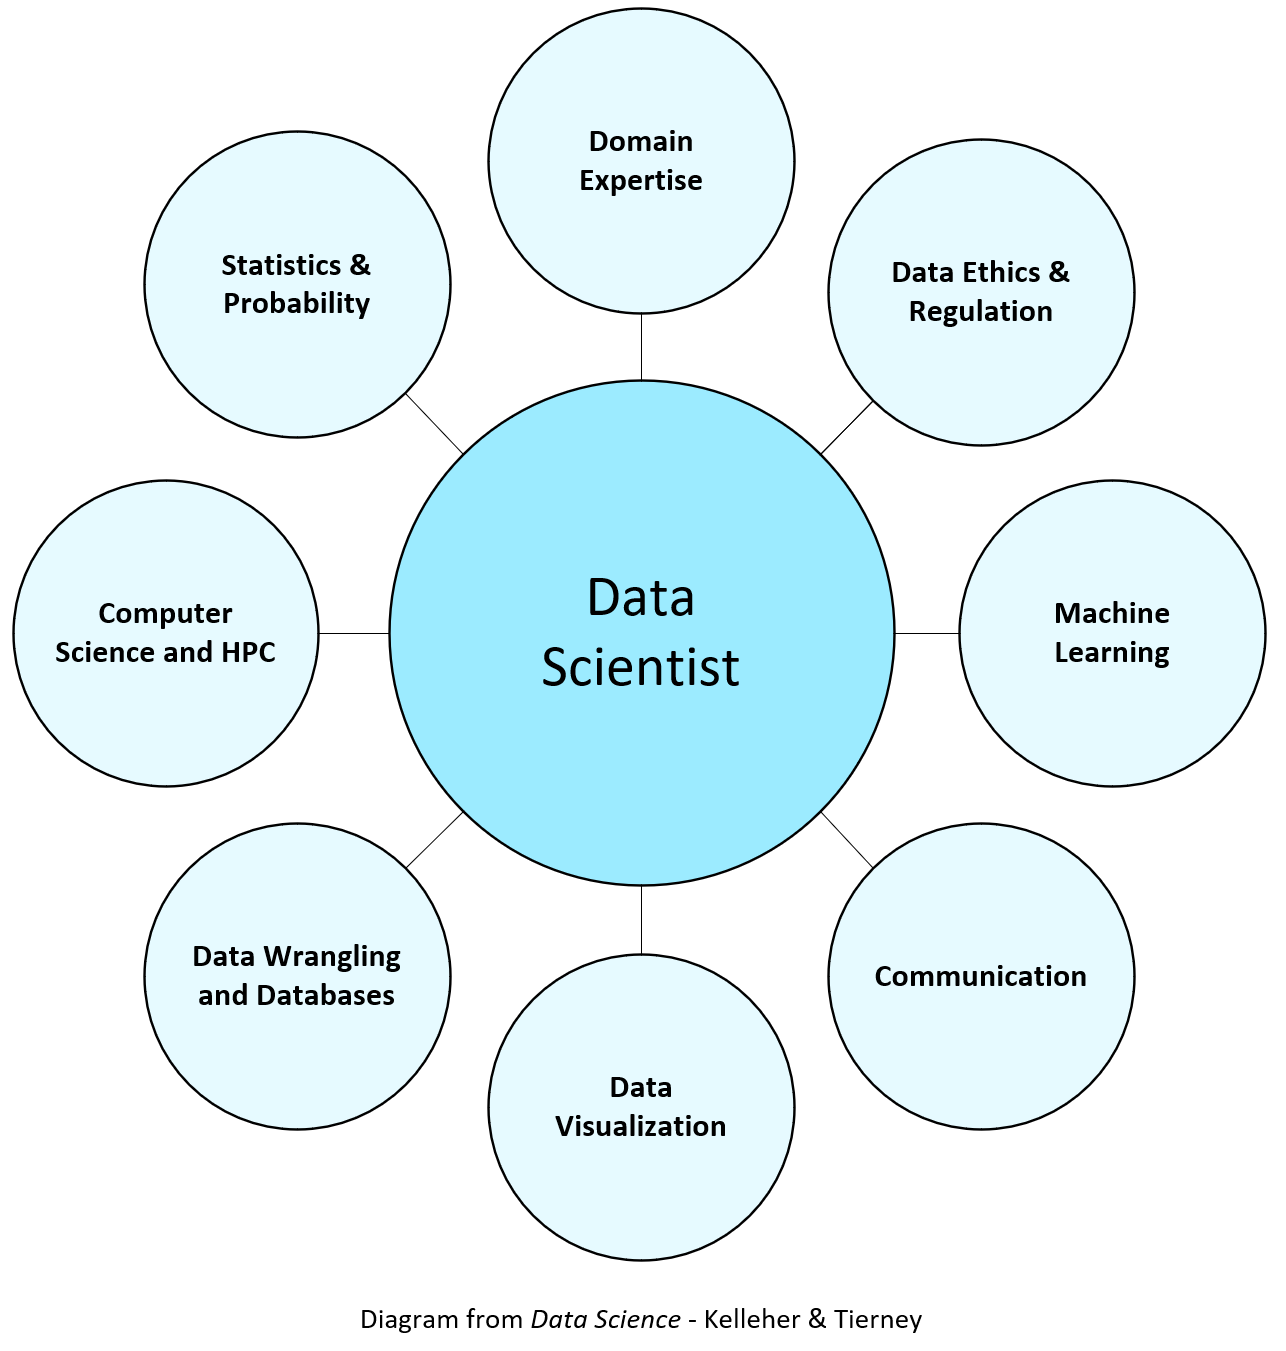 Domain
Expertise
Statistics &
Probability
Data Ethics &
Regulation
Computer
Science and HPC
Data
Scientist
Machine
Learning
Data Wrangling
and Databases
Communication
Data
Visualization
Diagram from Data Science - Kelleher & Tierney